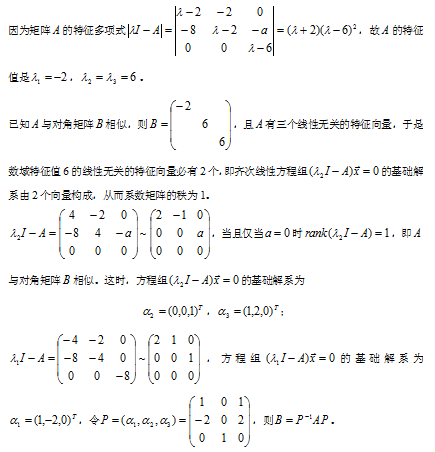 因为矩阵 A 的特征多项式 |λI − A| = | λ−2 −2 0 ; −8 λ−2 −a ; 0 0 λ−6 | = (λ+2)(λ−6)²，故 A 的特征
值是 λ₁ = −2，λ₂ = λ₃ = 6。
已知 A 与对角矩阵 B 相似，则 B = ( −2 ; 6 ; 6 )，且 A 有三个线性无关的特征向量，于是
数域特征值 6 的线性无关的特征向量必有 2 个，即齐次线性方程组 (λ₂I − A)x̄ = 0 的基础解
系由 2 个向量构成，从而系数矩阵的秩为 1。
λ₂I − A = ( 4 −2 0 ; −8 4 −a ; 0 0 0 ) ~ ( 2 −1 0 ; 0 0 a ; 0 0 0 )，当且仅当 a = 0 时 rank(λ₂I − A) = 1，即 A
与对角矩阵 B 相似。这时，方程组 (λ₂I − A)x̄ = 0 的基础解系为
α₂ = (0,0,1)ᵀ，α₃ = (1,2,0)ᵀ；
λ₁I − A = ( −4 −2 0 ; −8 −4 0 ; 0 0 −8 ) ~ ( 2 1 0 ; 0 0 1 ; 0 0 0 )，方程组 (λ₁I − A)x̄ = 0 的基础解系为
α₁ = (1,−2,0)ᵀ，令 P = (α₁, α₂, α₃) = ( 1 0 1 ; −2 0 2 ; 0 1 0 )，则 B = P⁻¹AP。